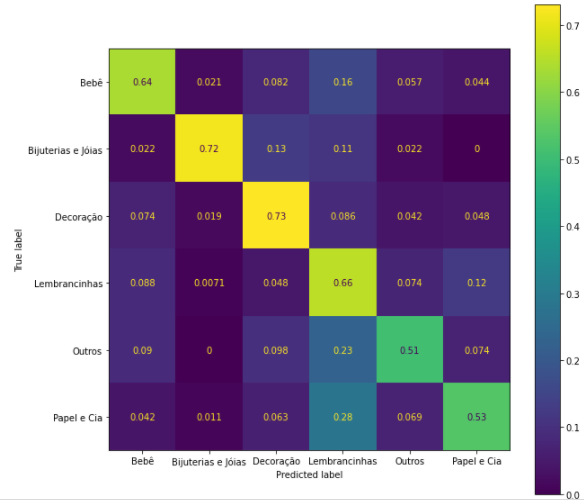 0.7
Bebê 0.64 0.021 0.082 0.16 0.057 0.044
0.6
Bijuterias e Jóias 0.022 0.72 0.13 0.11 0.022 0
0.5
Decoração 0.074 0.019 0.73 0.086 0.042 0.048
0.4
True label
Lembrancinhas 0.088 0.0071 0.048 0.66 0.074 0.12
0.3
Outros 0.09 0 0.098 0.23 0.51 0.074
0.2
Papel e Cia 0.042 0.011 0.063 0.28 0.069 0.53
0.1
Bebê Bijuterias e Jóias Decoração Lembrancinhas Outros Papel e Cia
Predicted label
0.0